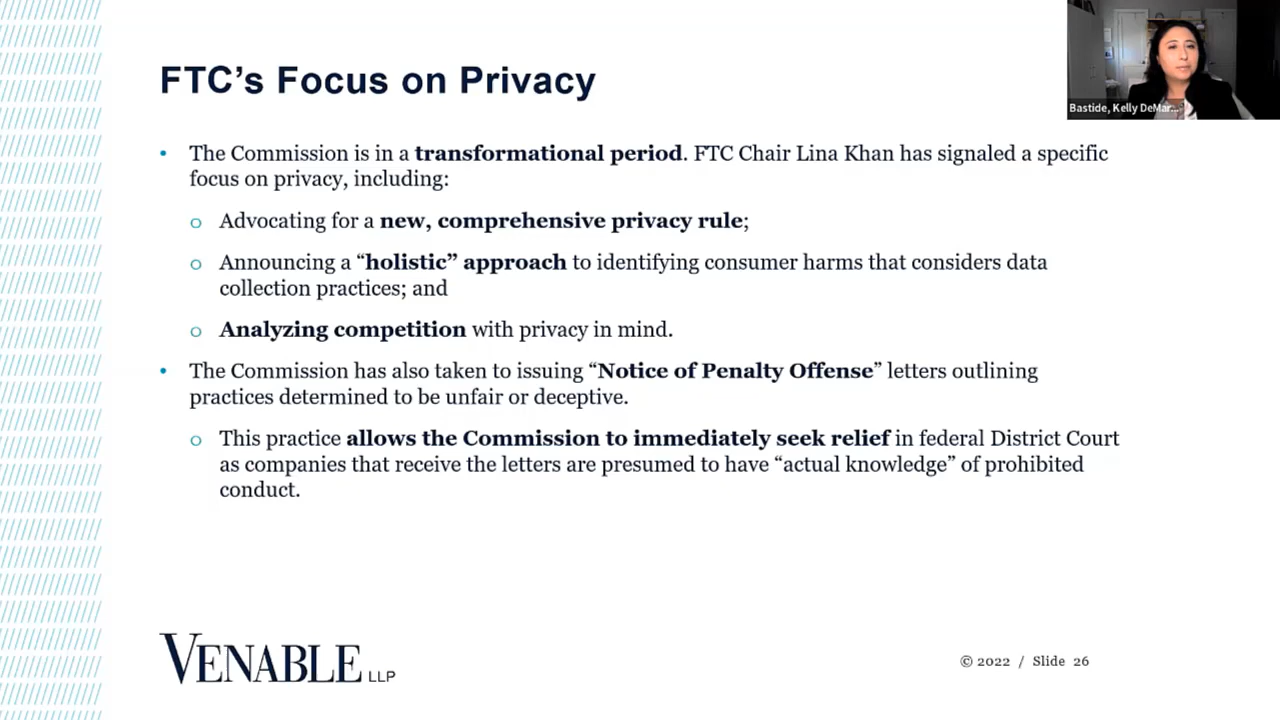 FTC's Focus on Privacy
Bastide, Kelly DeMar...
• The Commission is in a transformational period. FTC Chair Lina Khan has signaled a specific
focus on privacy, including:
o Advocating for a new, comprehensive privacy rule;
o Announcing a “holistic” approach to identifying consumer harms that considers data
collection practices; and
o Analyzing competition with privacy in mind.
• The Commission has also taken to issuing “Notice of Penalty Offense” letters outlining
practices determined to be unfair or deceptive.
o This practice allows the Commission to immediately seek relief in federal District Court
as companies that receive the letters are presumed to have “actual knowledge” of prohibited
conduct.
VENABLE LLP
© 2022 / Slide 26